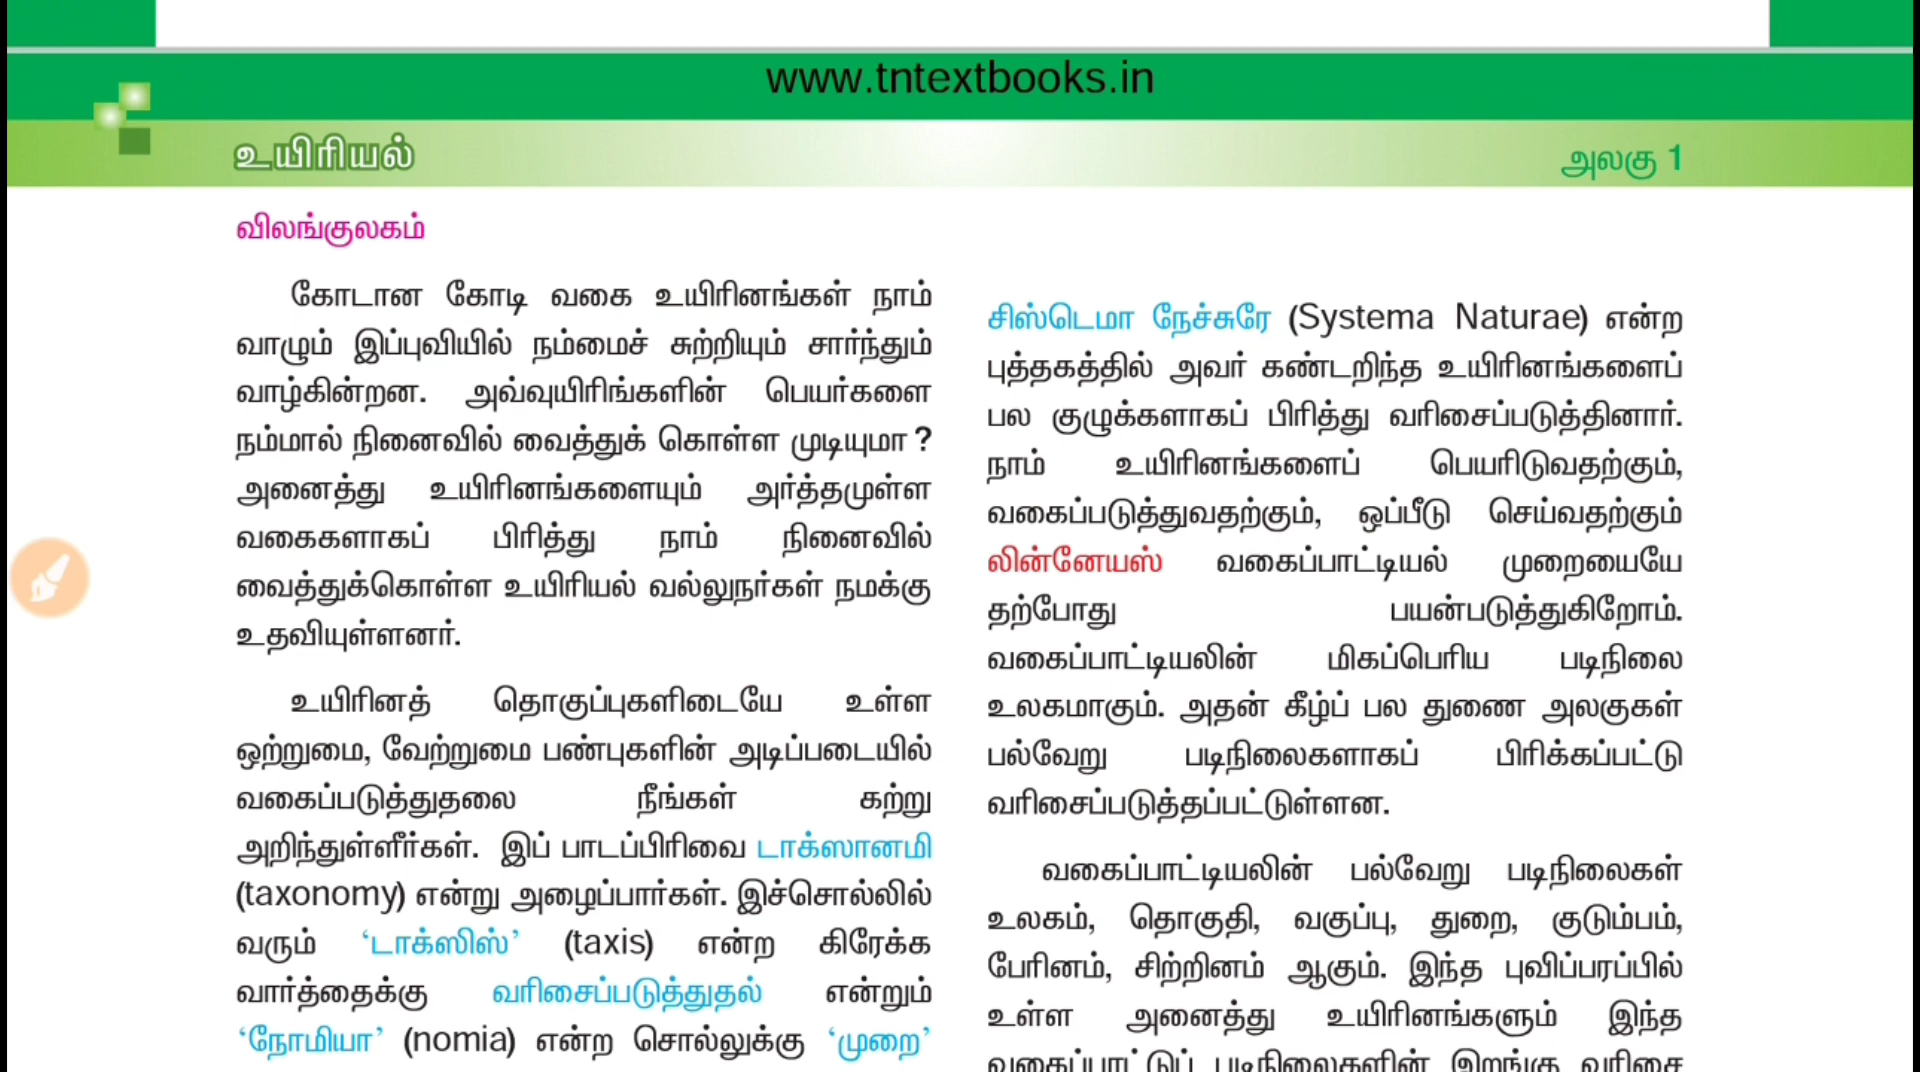 www.tntextbooks.in
உயிரியல்
அலகு 1
விலங்குலகம்
கோடான கோடி வகை உயிரினங்கள் நாம்
வாழும் இப்புவியில் நம்மைச் சுற்றியும் சார்ந்தும்
வாழ்கின்றன. அவ்வுயிரிங்களின் பெயர்களை
நம்மால் நினைவில் வைத்துக் கொள்ள முடியுமா?
அனைத்து உயிரினங்களையும் அர்த்தமுள்ள
வகைகளாகப் பிரித்து நாம் நினைவில்
வைத்துக்கொள்ள உயிரியல் வல்லுநர்கள் நமக்கு
உதவியுள்ளனர்.
உயிரினத் தொகுப்புகளிடையே உள்ள
ஒற்றுமை, வேற்றுமை பண்புகளின் அடிப்படையில்
வகைப்படுத்துதலை நீங்கள் கற்று
அறிந்துள்ளீர்கள். இப் பாடப்பிரிவை டாக்ஸானமி
(taxonomy) என்று அழைப்பார்கள். இச்சொல்லில்
வரும் ‘டாக்ஸிஸ்’ (taxis) என்ற கிரேக்க
வார்த்தைக்கு வரிசைப்படுத்துதல் என்றும்
‘நோமியா’ (nomia) என்ற சொல்லுக்கு ‘முறை’
சிஸ்டெமா நேச்சுரே (Systema Naturae) என்ற
புத்தகத்தில் அவர் கண்டறிந்த உயிரினங்களைப்
பல குழுக்களாகப் பிரித்து வரிசைப்படுத்தினார்.
நாம் உயிரினங்களைப் பெயரிடுவதற்கும்,
வகைப்படுத்துவதற்கும், ஒப்பீடு செய்வதற்கும்
லின்னேயஸ் வகைப்பாட்டியல் முறையையே
தற்போது பயன்படுத்துகிறோம்.
வகைப்பாட்டியலின் மிகப்பெரிய படிநிலை
உலகமாகும். அதன் கீழ்ப் பல துணை அலகுகள்
பல்வேறு படிநிலைகளாகப் பிரிக்கப்பட்டு
வரிசைப்படுத்தப்பட்டுள்ளன.
வகைப்பாட்டியலின் பல்வேறு படிநிலைகள்
உலகம், தொகுதி, வகுப்பு, துறை, குடும்பம்,
பேரினம், சிற்றினம் ஆகும். இந்த புவிப்பரப்பில்
உள்ள அனைத்து உயிரினங்களும் இந்த
வகைப்பாட்டுப் படிநிலைகளின் இறங்கு வரிசை